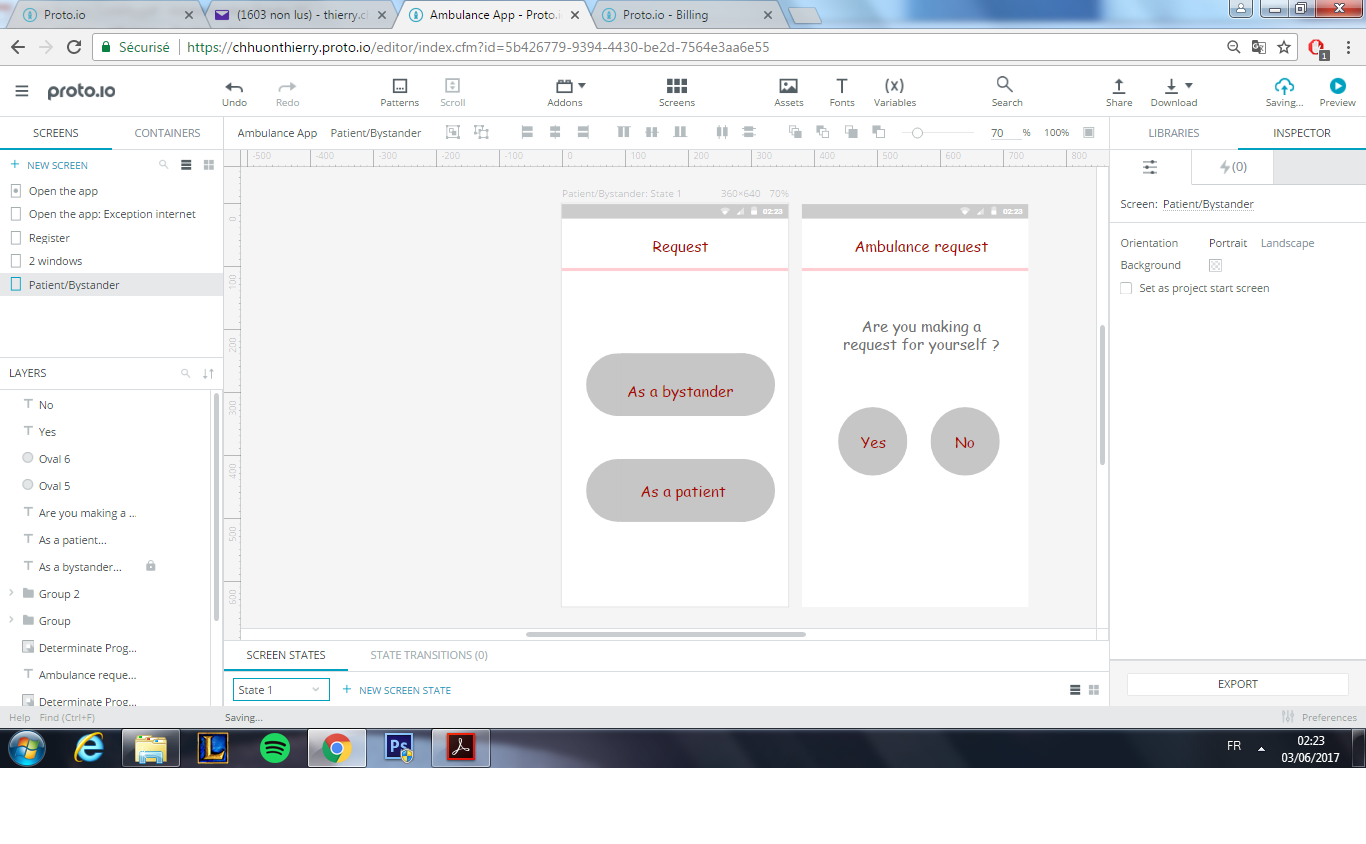 Proto.io
(1603 non lus) - thierry.cl
Ambulance App - Proto.i
Proto.io - Billing
Sécurisé https://chhuonthierry.proto.io/editor/index.cfm?id=5b426779-9394-4430-be2d-7564e3aa6e55
1
proto.io
Undo Redo Patterns Scroll Addons Screens Assets Fonts (x) Variables Search Share Download Saving... Preview
SCREENS CONTAINERS
Ambulance App Patient/Bystander 70 % 100%
LIBRARIES INSPECTOR
NEW SCREEN
-500 -400 -300 -200 -100 0 100 200 300 400 500 600 700 800
(0)
Open the app
Open the app: Exception internet
Register
2 windows
Patient/Bystander
Patient/Bystander: State 1 360×640 70%
02:23
Request
As a bystander
As a patient
02:23
Ambulance request
Are you making a
request for yourself ?
Yes No
0
100
200
300
400
500
600
Screen: Patient/Bystander
Orientation Portrait Landscape
Background
Set as project start screen
LAYERS
No
Yes
Oval 6
Oval 5
Are you making a ...
As a patient...
As a bystander...
Group 2
Group
Determinate Prog...
Ambulance reque...
Determinate Prog...
SCREEN STATES STATE TRANSITIONS (0)
State 1 NEW SCREEN STATE
EXPORT
Help Find (Ctrl+F) Saving... Preferences
Ps
FR
02:23
03/06/2017